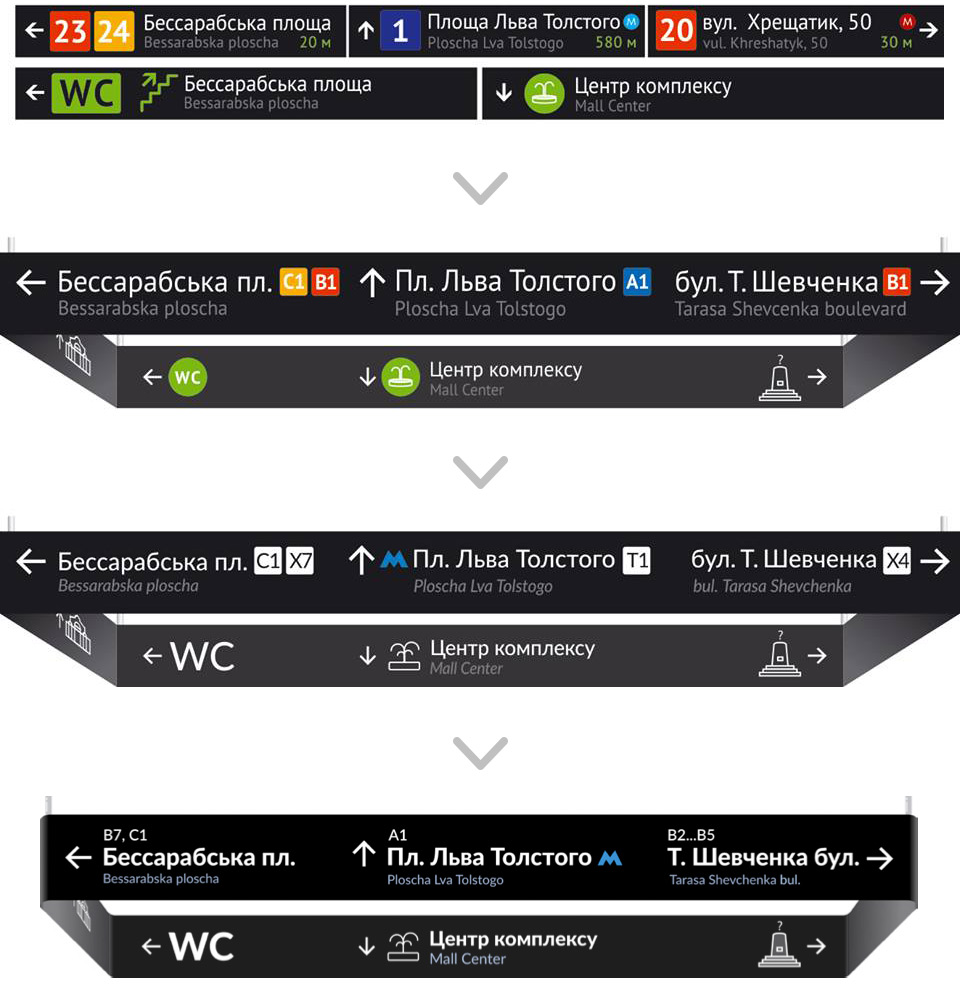 23 24 Бессарабська площа
Bessarabska ploscha 20 м
1 Площа Льва Толстого М
Ploscha Lva Tolstogo 580 м
20 вул. Хрещатик, 50 М
vul. Khreshatyk, 50 30 м
WC Бессарабська площа
Bessarabska ploscha
Центр комплексу
Mall Center
Бессарабська пл. C1 B1
Bessarabska ploscha
Пл. Льва Толстого A1
Ploscha Lva Tolstogo
бул. Т. Шевченка B1
Tarasa Shevcenka boulevard
WC
Центр комплексу
Mall Center
?
Бессарабська пл. C1 X7
Bessarabska ploscha
М Пл. Льва Толстого T1
Ploscha Lva Tolstogo
бул. Т. Шевченка X4
bul. Tarasa Shevchenka
WC
Центр комплексу
Mall Center
?
B7, C1
Бессарабська пл.
Bessarabska ploscha
A1
Пл. Льва Толстого М
Ploscha Lva Tolstogo
B2...B5
Т. Шевченка бул.
Tarasa Shevchenka bul.
WC
Центр комплексу
Mall Center
?